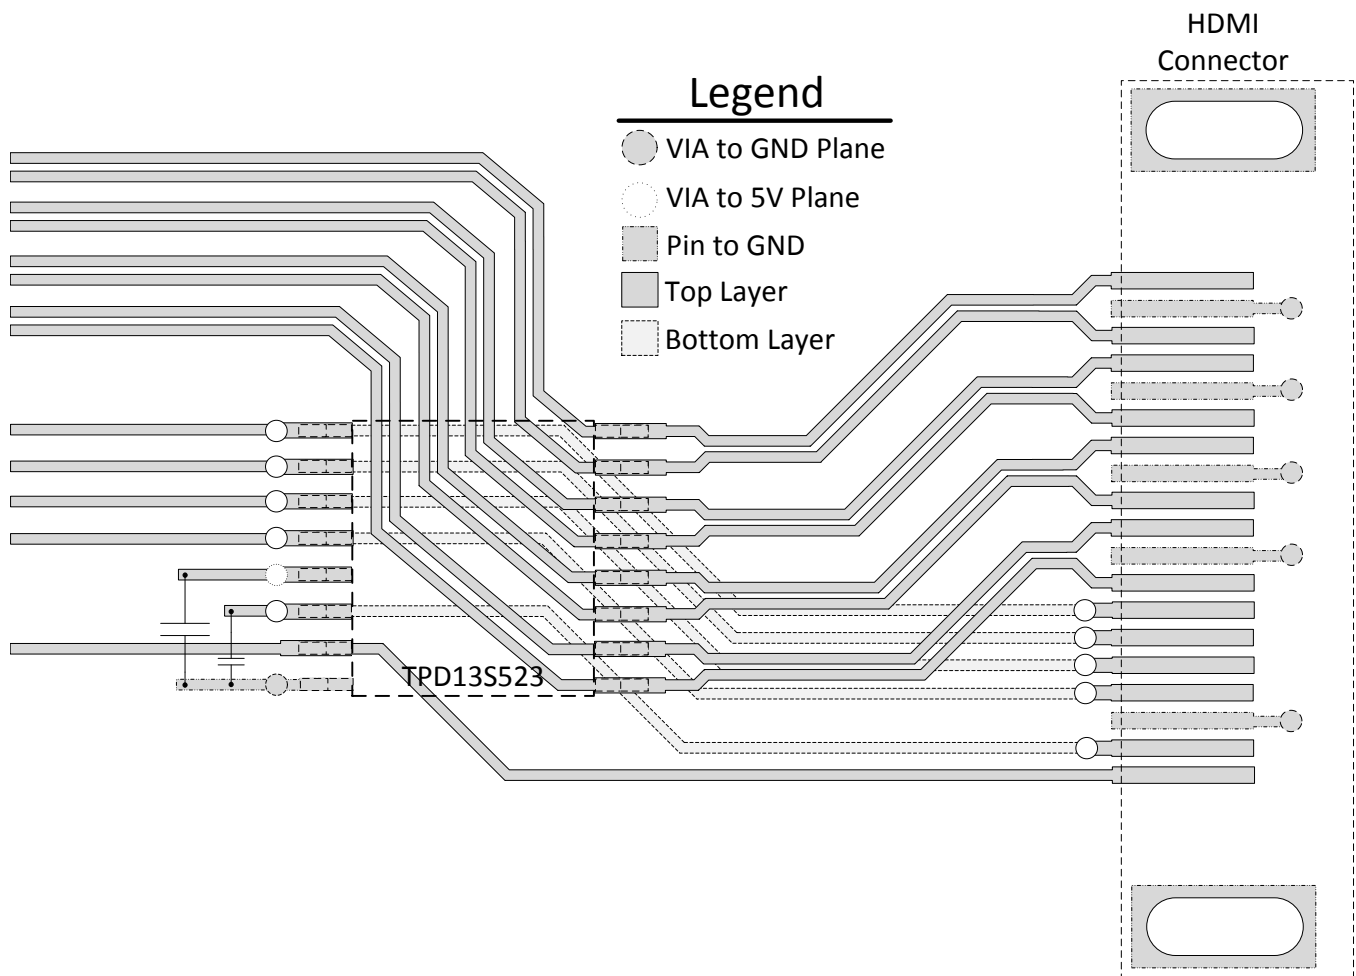 HDMI
Connector
Legend
VIA to GND Plane
VIA to 5V Plane
Pin to GND
Top Layer
Bottom Layer
TPD13S523